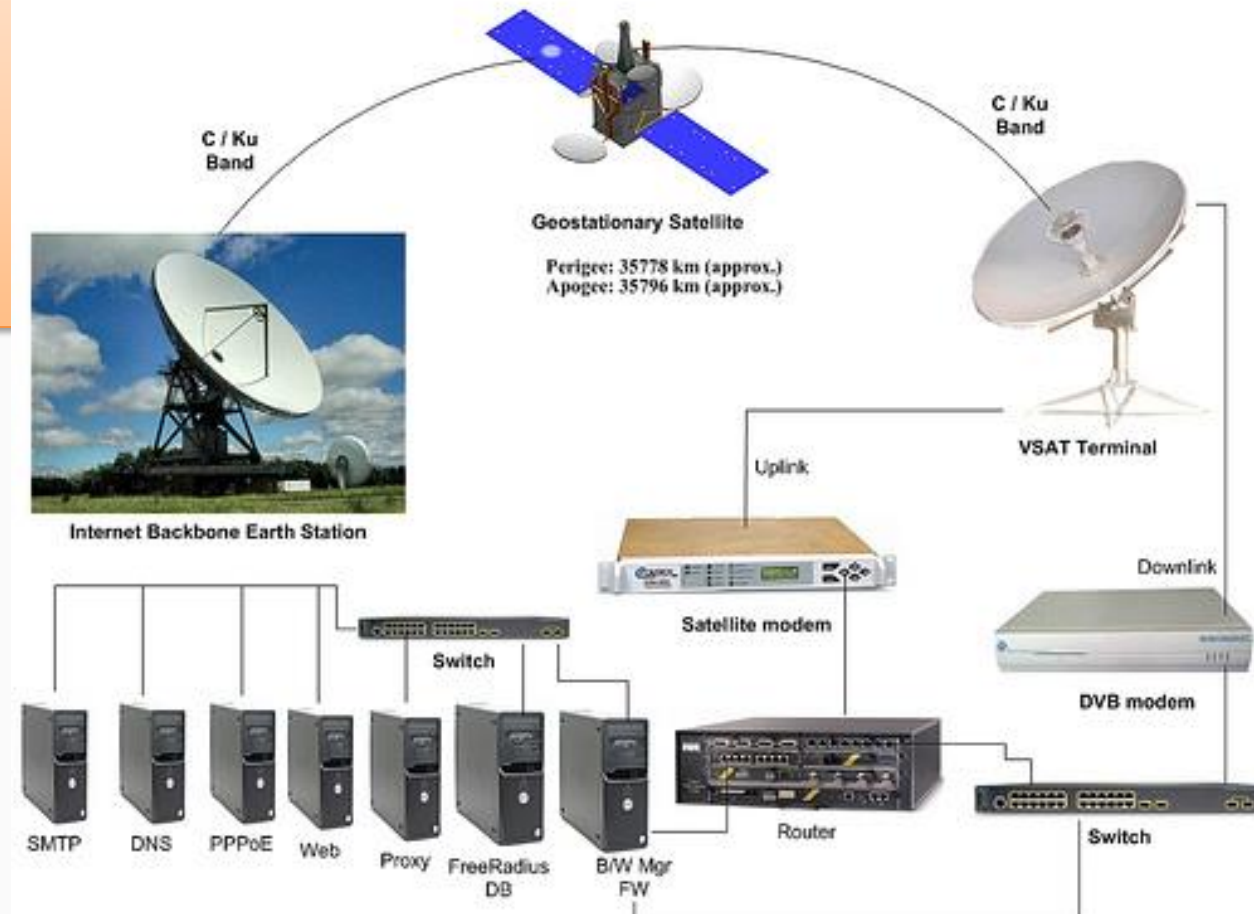 C / Ku
Band
C / Ku
Band
Geostationary Satellite
Perigee: 35778 km (approx.)
Apogee: 35796 km (approx.)
VSAT Terminal
Uplink
Internet Backbone Earth Station
Downlink
Satellite modem
Switch
DVB modem
SMTP
DNS
PPPoE
Web
Proxy
FreeRadius
DB
B/W Mgr
FW
Router
Switch